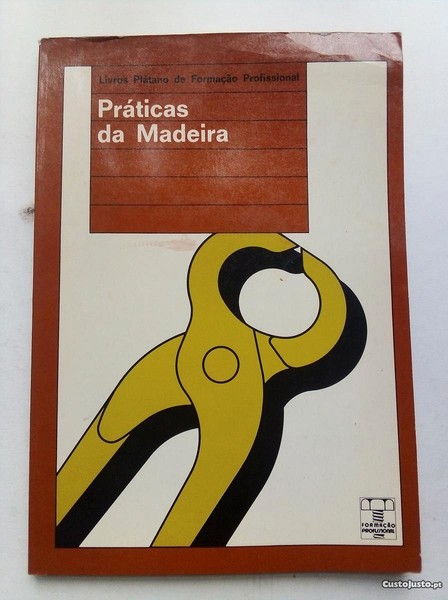 Livros Plátano de Formação Profissional
Práticas
da Madeira
FORMAÇÃO
PROFISSIONAL
CustoJusto.pt